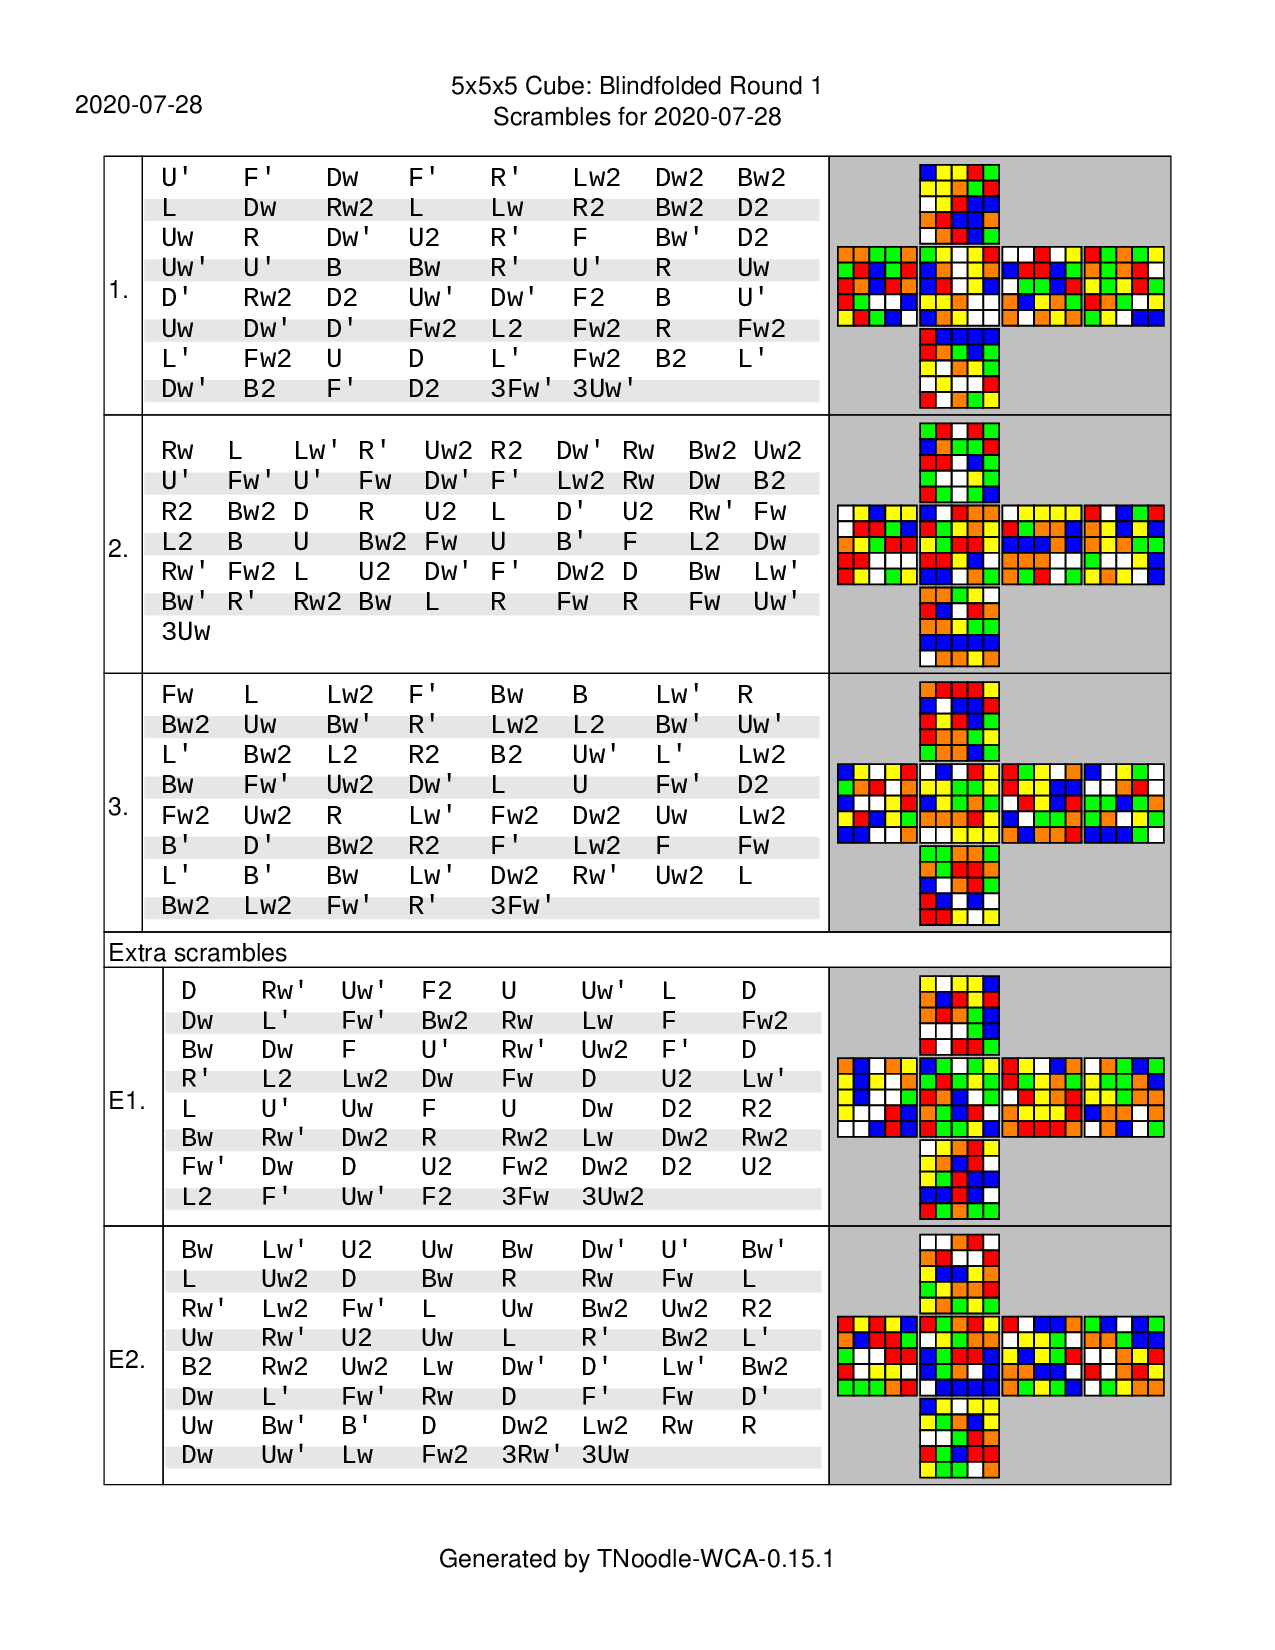 5x5x5 Cube: Blindfolded Round 1
2020-07-28
Scrambles for 2020-07-28
1.
U' F' Dw F' R' Lw2 Dw2 Bw2
L Dw Rw2 L Lw R2 Bw2 D2
Uw R Dw' U2 R' F Bw' D2
Uw' U' B Bw R' U' R Uw
D' Rw2 D2 Uw' Dw' F2 B U'
Uw Dw' D' Fw2 L2 Fw2 R Fw2
L' Fw2 U D L' Fw2 B2 L'
Dw' B2 F' D2 3Fw' 3Uw'
2.
Rw L Lw' R' Uw2 R2 Dw' Rw Bw2 Uw2
U' Fw' U' Fw Dw' F' Lw2 Rw Dw B2
R2 Bw2 D R U2 L D' U2 Rw' Fw
L2 B U Bw2 Fw U B' F L2 Dw
Rw' Fw2 L U2 Dw' F' Dw2 D Bw Lw'
Bw' R' Rw2 Bw L R Fw R Fw Uw'
3Uw
3.
Fw L Lw2 F' Bw B Lw' R
Bw2 Uw Bw' R' Lw2 L2 Bw' Uw'
L' Bw2 L2 R2 B2 Uw' L' Lw2
Bw Fw' Uw2 Dw' L U Fw' D2
Fw2 Uw2 R Lw' Fw2 Dw2 Uw Lw2
B' D' Bw2 R2 F' Lw2 F Fw
L' B' Bw Lw' Dw2 Rw' Uw2 L
Bw2 Lw2 Fw' R' 3Fw'
Extra scrambles
E1.
D Rw' Uw' F2 U Uw' L D
Dw L' Fw' Bw2 Rw Lw F Fw2
Bw Dw F U' Rw' Uw2 F' D
R' L2 Lw2 Dw Fw D U2 Lw'
L U' Uw F U Dw D2 R2
Bw Rw' Dw2 R Rw2 Lw Dw2 Rw2
Fw' Dw D U2 Fw2 Dw2 D2 U2
L2 F' Uw' F2 3Fw 3Uw2
E2.
Bw Lw' U2 Uw Bw Dw' U' Bw'
L Uw2 D Bw R Rw Fw L
Rw' Lw2 Fw' L Uw Bw2 Uw2 R2
Uw Rw' U2 Uw L R' Bw2 L'
B2 Rw2 Uw2 Lw Dw' D' Lw' Bw2
Dw L' Fw' Rw D F' Fw D'
Uw Bw' B' D Dw2 Lw2 Rw R
Dw Uw' Lw Fw2 3Rw' 3Uw
Generated by TNoodle-WCA-0.15.1